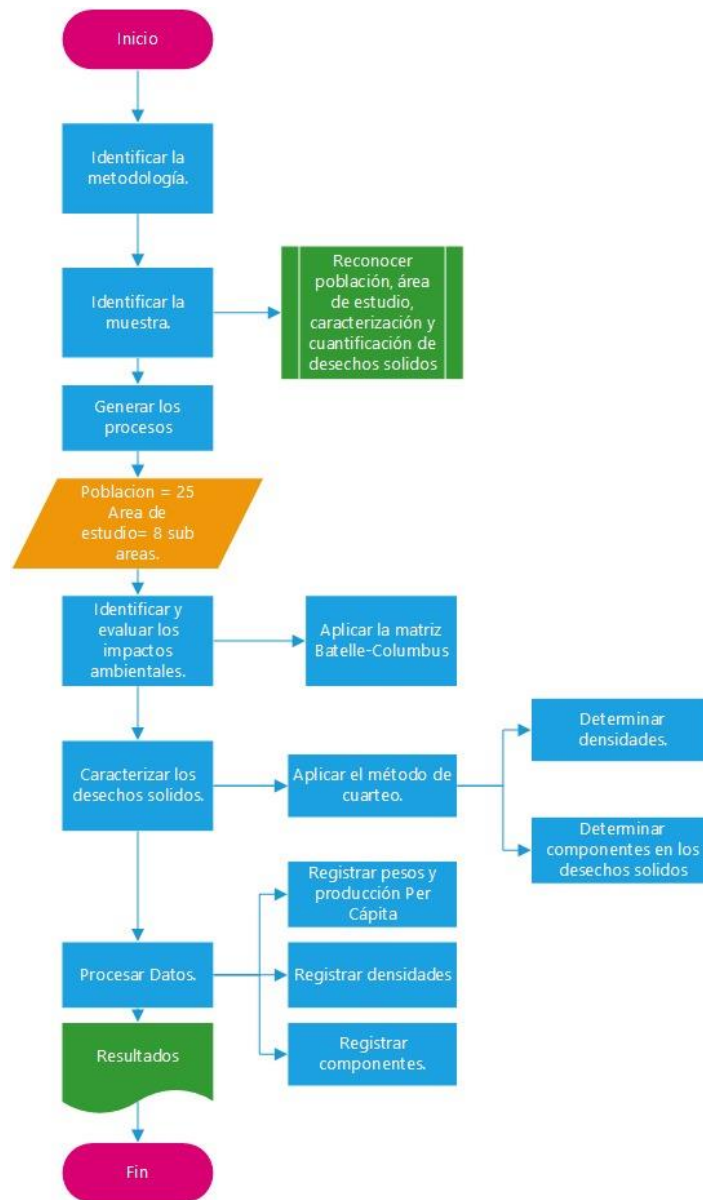 Inicio
Identificar la
metodología.
Identificar la
muestra.
Reconocer
población, área
de estudio,
caracterización y
cuantificación de
desechos solidos
Generar los
procesos
Poblacion = 25
Area de
estudio= 8 sub
areas.
Identificar y
evaluar los
impactos
ambientales.
Aplicar la matriz
Batelle-Columbus
Caracterizar los
desechos solidos.
Aplicar el método de
cuarteo.
Determinar
densidades.
Determinar
componentes en los
desechos solidos
Procesar Datos.
Registrar pesos y
producción Per
Cápita
Registrar densidades
Registrar
componentes.
Resultados
Fin